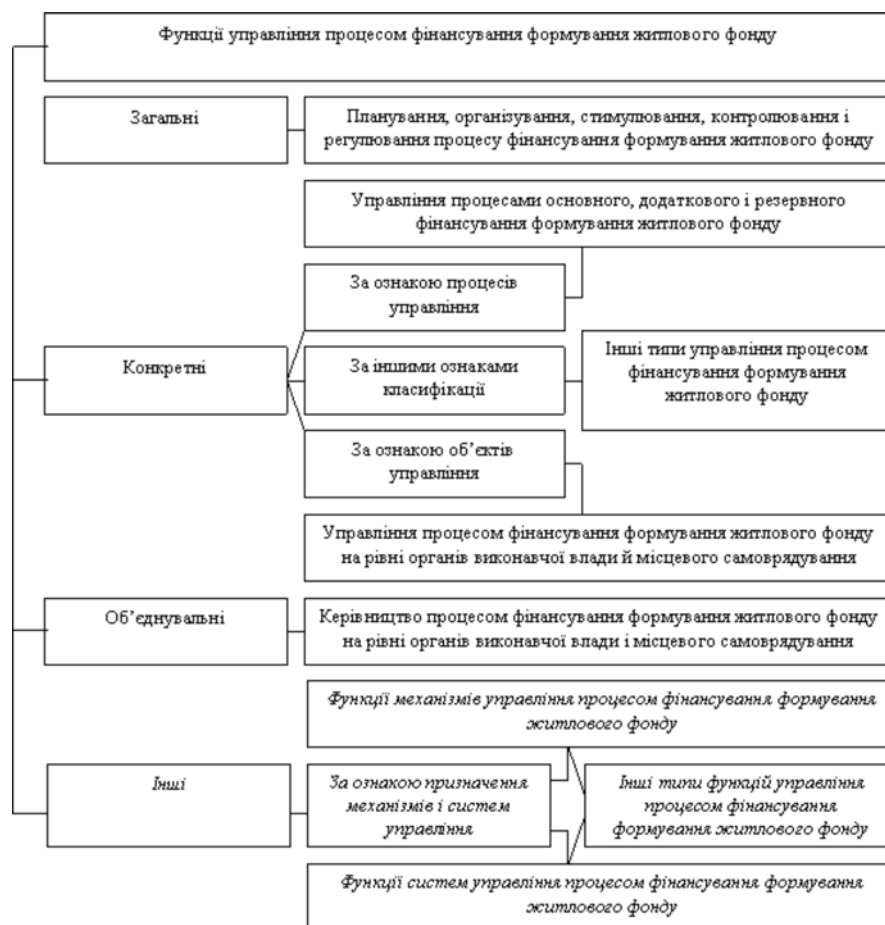 Функції управління процесом фінансування формування житлового фонду
Загальні
Планування, організування, стимулювання, контролювання і
регулювання процесу фінансування формування житлового фонду
Управління процесами основного, додаткового і резервного
фінансування формування житлового фонду
За ознакою процесів
управління
Конкретні
За іншими ознаками
класифікації
Інші типи управління процесом
фінансування формування
житлового фонду
За ознакою об’єктів
управління
Управління процесом фінансування формування житлового фонду
на рівні органів виконавчої влади й місцевого самоврядування
Об’єднувальні
Керівництво процесом фінансування формування житлового фонду
на рівні органів виконавчої влади і місцевого самоврядування
Функції механізмів управління процесом фінансування формування
житлового фонду
Інші
За ознакою призначення
механізмів і систем
управління
Інші типи функцій управління
процесом фінансування
формування житлового фонду
Функції систем управління процесом фінансування формування
житлового фонду